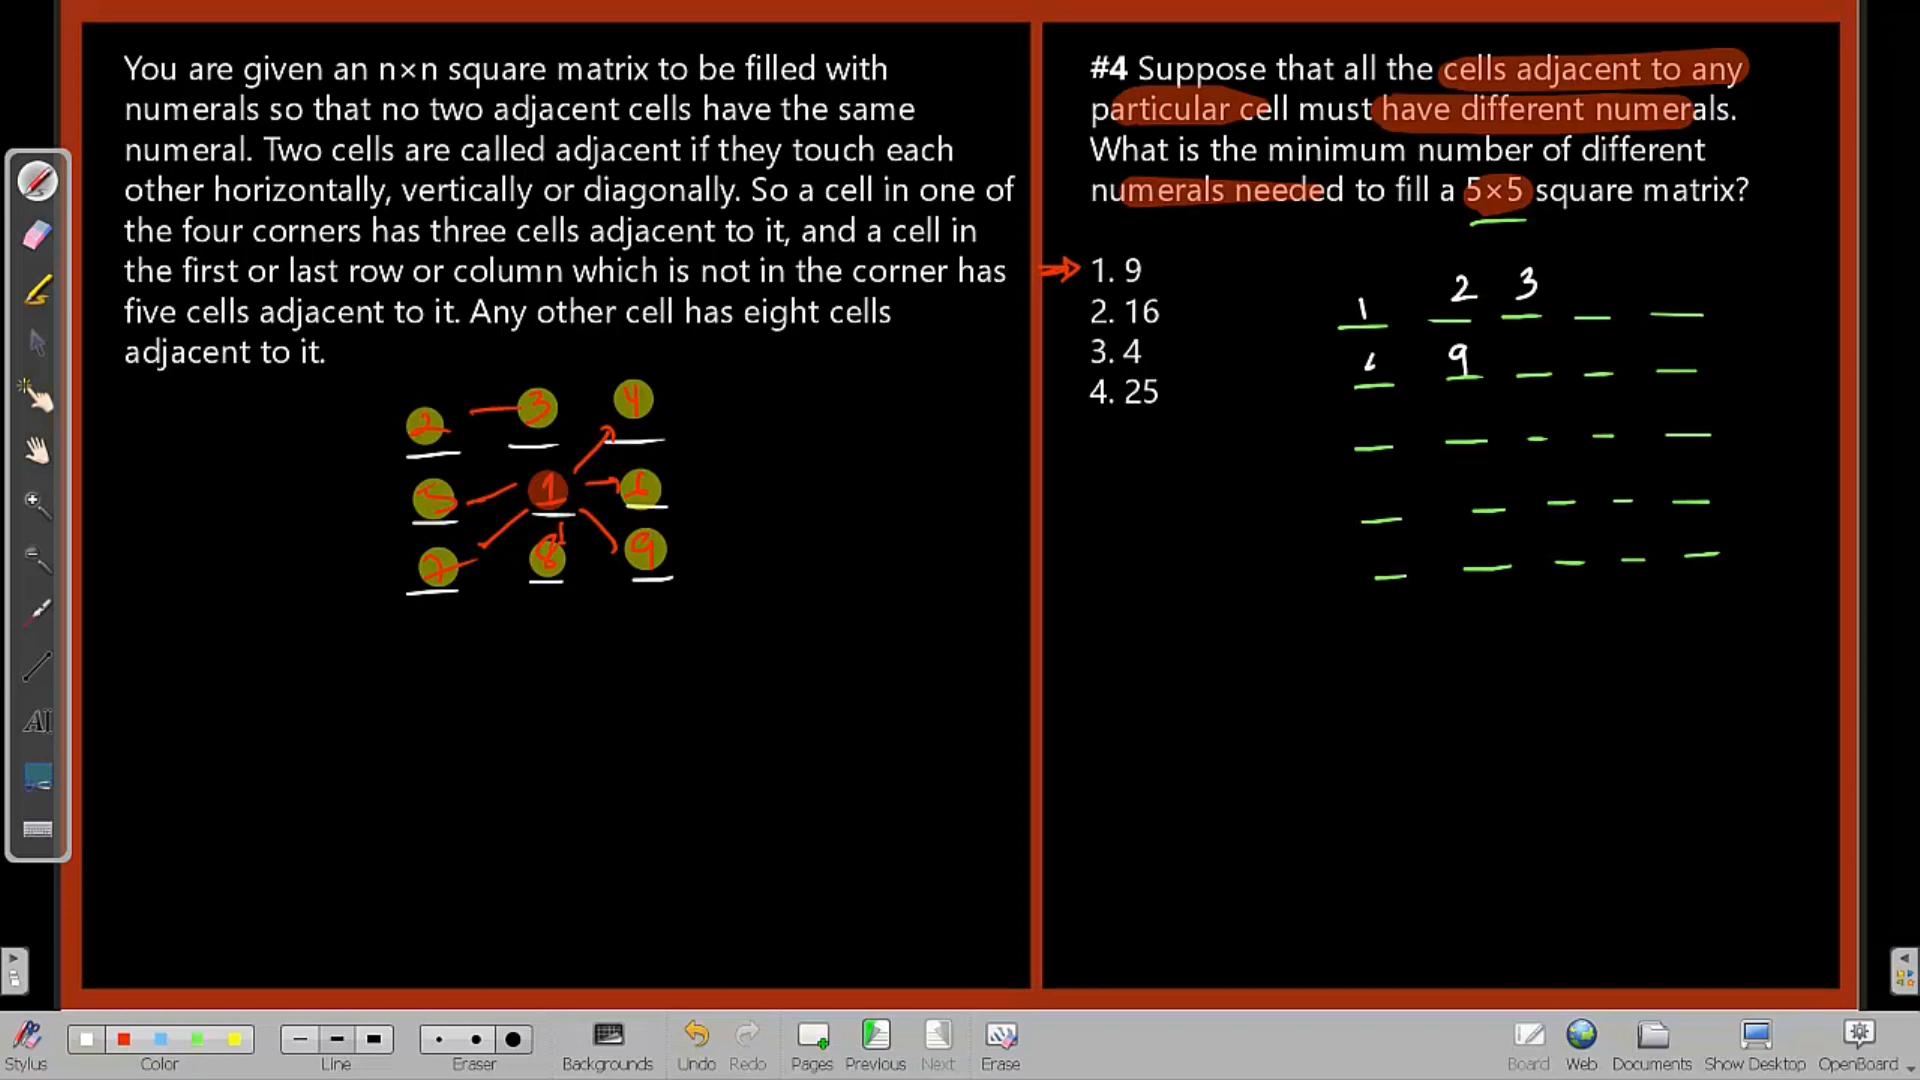 You are given an n×n square matrix to be filled with
numerals so that no two adjacent cells have the same
numeral. Two cells are called adjacent if they touch each
other horizontally, vertically or diagonally. So a cell in one of
the four corners has three cells adjacent to it, and a cell in
the first or last row or column which is not in the corner has
five cells adjacent to it. Any other cell has eight cells
adjacent to it.
2 3 4
5 1
7 8 9
#4 Suppose that all the cells adjacent to any
particular cell must have different numerals.
What is the minimum number of different
numerals needed to fill a 5×5 square matrix?
1. 9
2. 16
3. 4
4. 25
1 2 3
9
AI
Stylus
Color
Line
Eraser
Backgrounds
Undo
Redo
Pages
Previous
Next
Erase
Board
Web
Documents
Show Desktop
OpenBoard